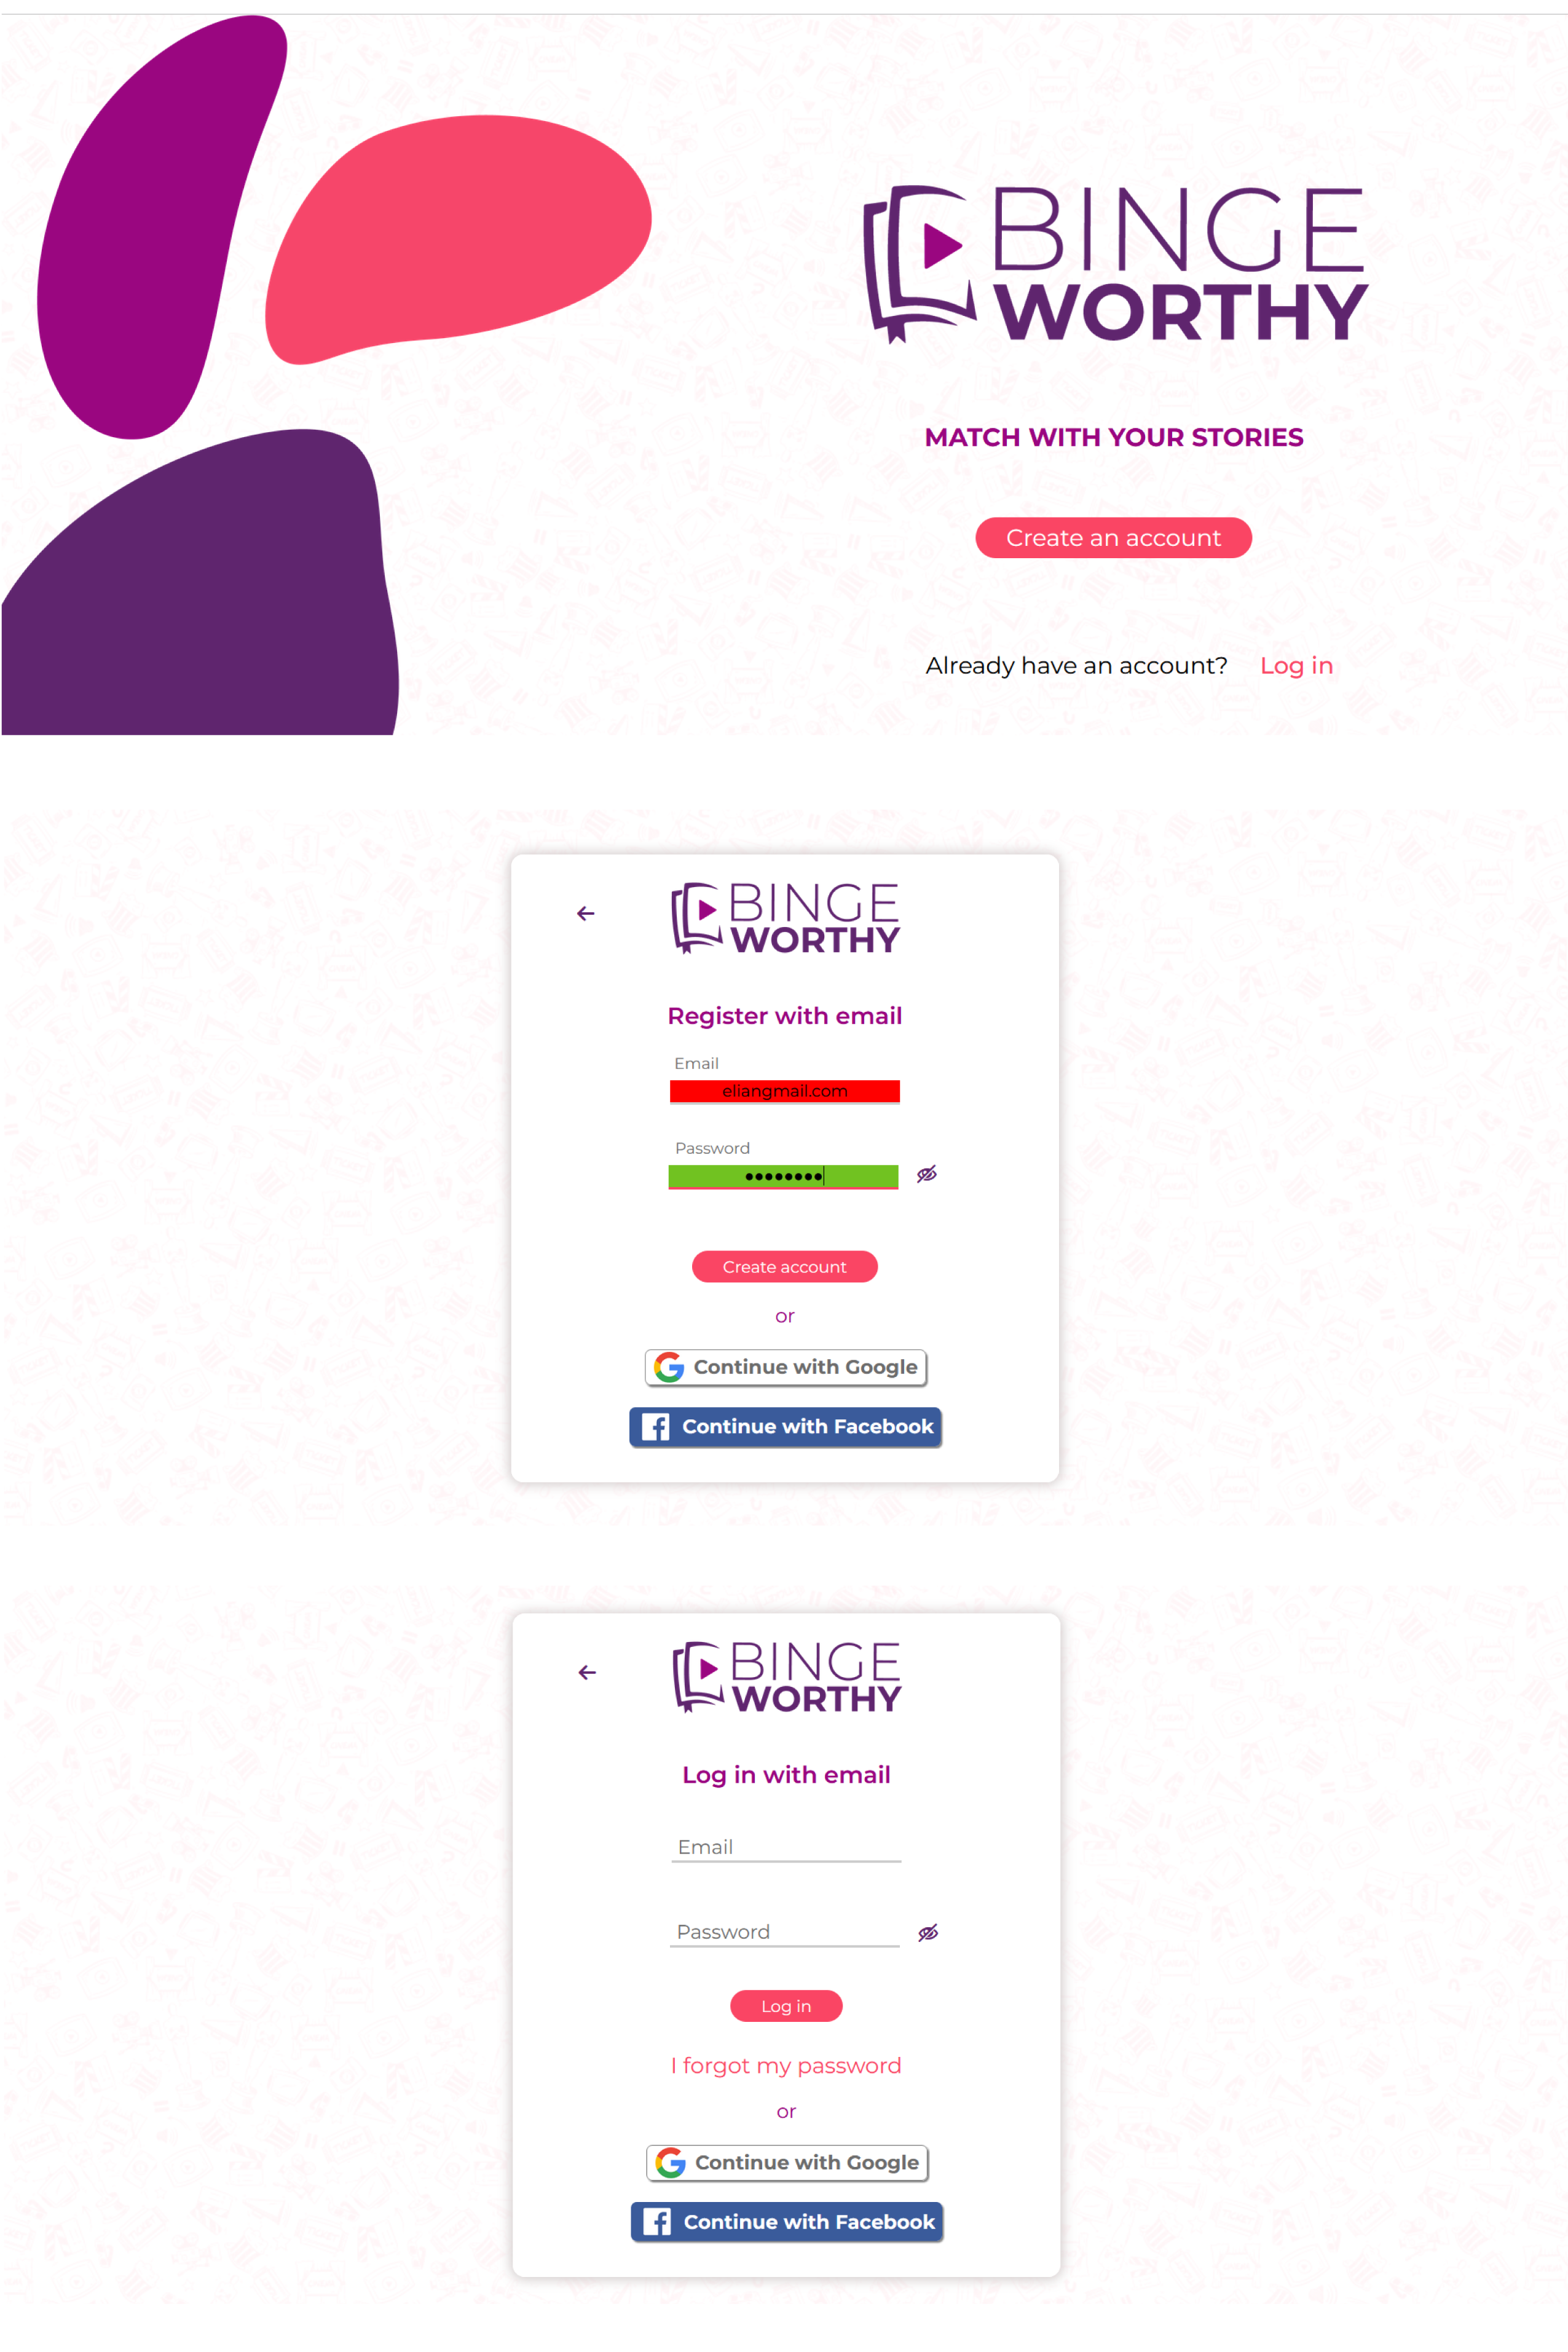 BINGE
WORTHY
MATCH WITH YOUR STORIES
Create an account
Already have an account? Log in
BINGE
WORTHY
Register with email
Email
eliangmail.com
Password
••••••••
Create account
or
Continue with Google
Continue with Facebook
BINGE
WORTHY
Log in with email
Email
Password
Log in
I forgot my password
or
Continue with Google
Continue with Facebook